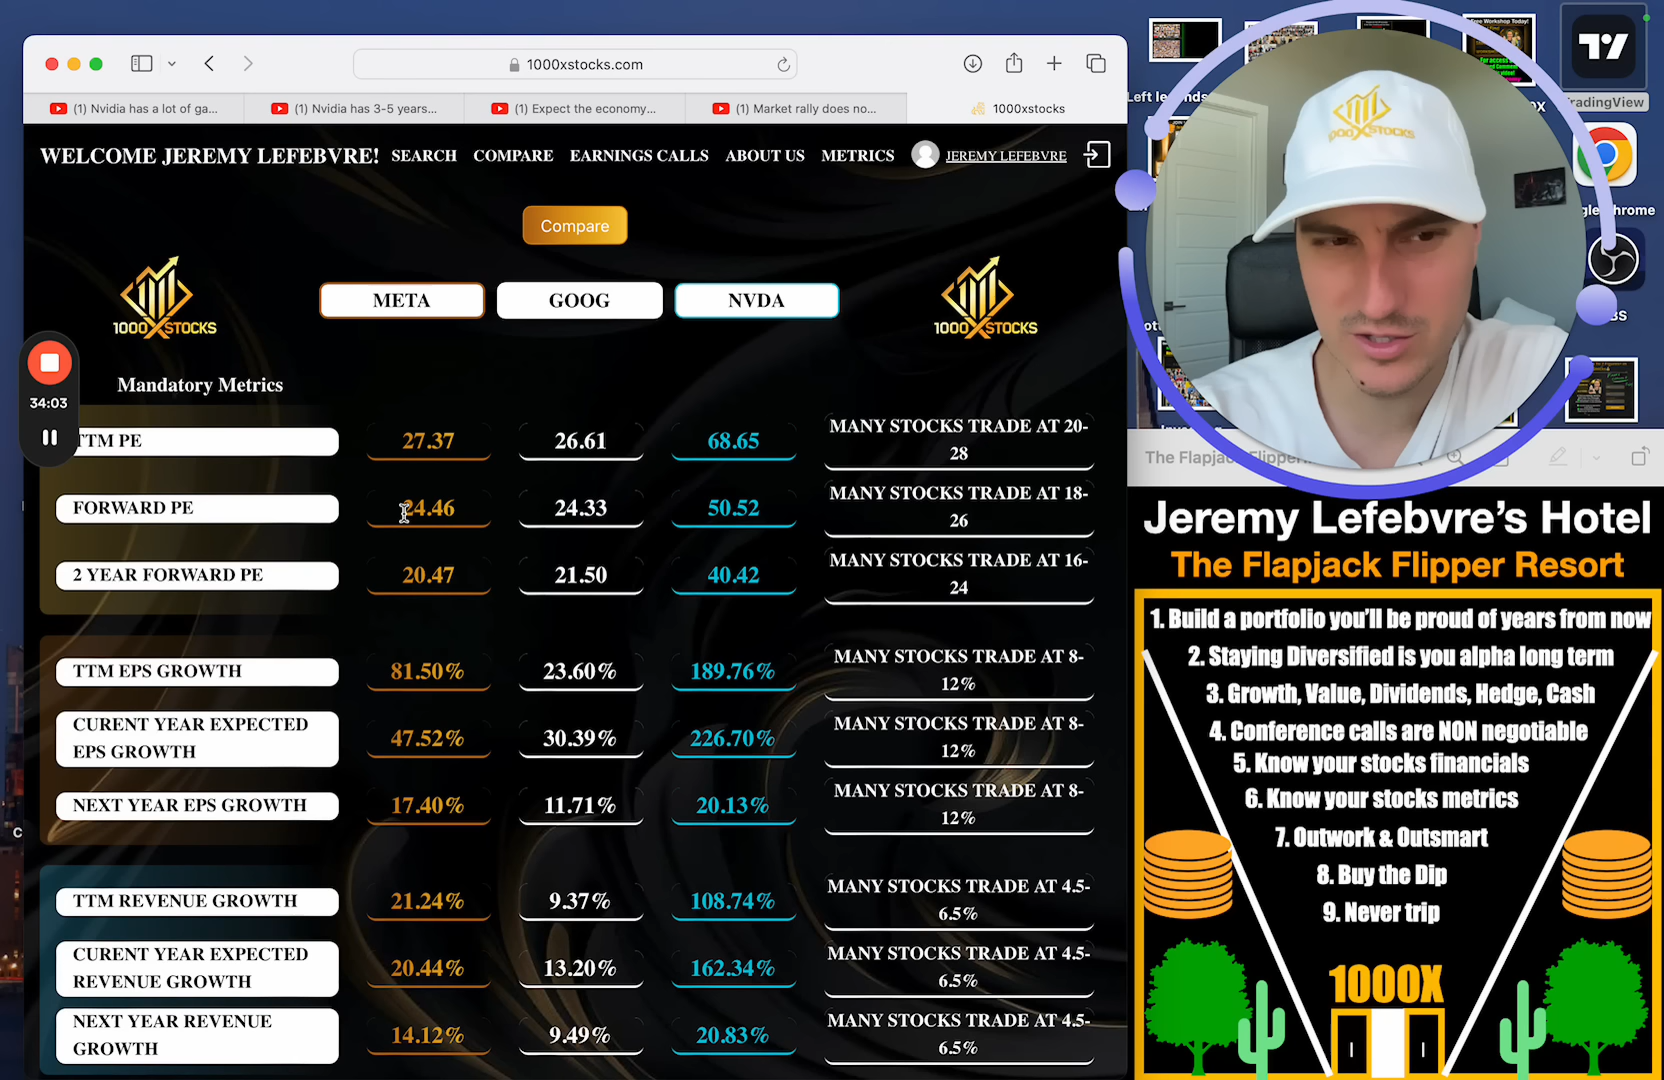 1000xstocks.com
(1) Nvidia has a lot of ga...
(1) Nvidia has 3-5 years...
(1) Expect the economy...
(1) Market rally does no...
1000xstocks
WELCOME JEREMY LEFEBVRE!
SEARCH
COMPARE
EARNINGS CALLS
ABOUT US
METRICS
JEREMY LEFEBVRE
Compare
1000XSTOCKS
META
GOOG
NVDA
1000XSTOCKS
34:03
Mandatory Metrics
TTM PE 27.37 26.61 68.65 MANY STOCKS TRADE AT 20-
28
FORWARD PE 24.46 24.33 50.52 MANY STOCKS TRADE AT 18-
26
2 YEAR FORWARD PE 20.47 21.50 40.42 MANY STOCKS TRADE AT 16-
24
TTM EPS GROWTH 81.50% 23.60% 189.76% MANY STOCKS TRADE AT 8-
12%
CURENT YEAR EXPECTED
EPS GROWTH 47.52% 30.39% 226.70% MANY STOCKS TRADE AT 8-
12%
NEXT YEAR EPS GROWTH 17.40% 11.71% 20.13% MANY STOCKS TRADE AT 8-
12%
TTM REVENUE GROWTH 21.24% 9.37% 108.74% MANY STOCKS TRADE AT 4.5-
6.5%
CURENT YEAR EXPECTED
REVENUE GROWTH 20.44% 13.20% 162.34% MANY STOCKS TRADE AT 4.5-
6.5%
NEXT YEAR REVENUE
GROWTH 14.12% 9.49% 20.83% MANY STOCKS TRADE AT 4.5-
6.5%
1000XSTOCKS
Free Workshop Today!
Left legends
TradingView
gle Chrome
BS
The Flapjack Flipper
Jeremy Lefebvre's Hotel
The Flapjack Flipper Resort
1. Build a portfolio you'll be proud of years from now
2. Staying Diversified is you alpha long term
3. Growth, Value, Dividends, Hedge, Cash
4. Conference calls are NON negotiable
5. Know your stocks financials
6. Know your stocks metrics
7. Outwork & Outsmart
8. Buy the Dip
9. Never trip
1000X